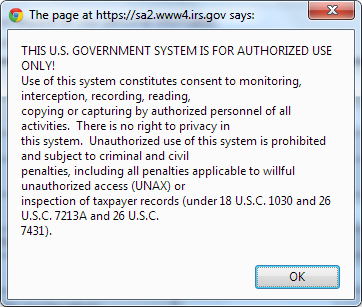 The page at https://sa2.www4.irs.gov says:
THIS U.S. GOVERNMENT SYSTEM IS FOR AUTHORIZED USE
ONLY!
Use of this system constitutes consent to monitoring,
interception, recording, reading,
copying or capturing by authorized personnel of all
activities.  There is no right to privacy in
this system.  Unauthorized use of this system is prohibited
and subject to criminal and civil
penalties, including all penalties applicable to willful
unauthorized access (UNAX) or
inspection of taxpayer records (under 18 U.S.C. 1030 and 26
U.S.C. 7213A and 26 U.S.C.
7431).
OK